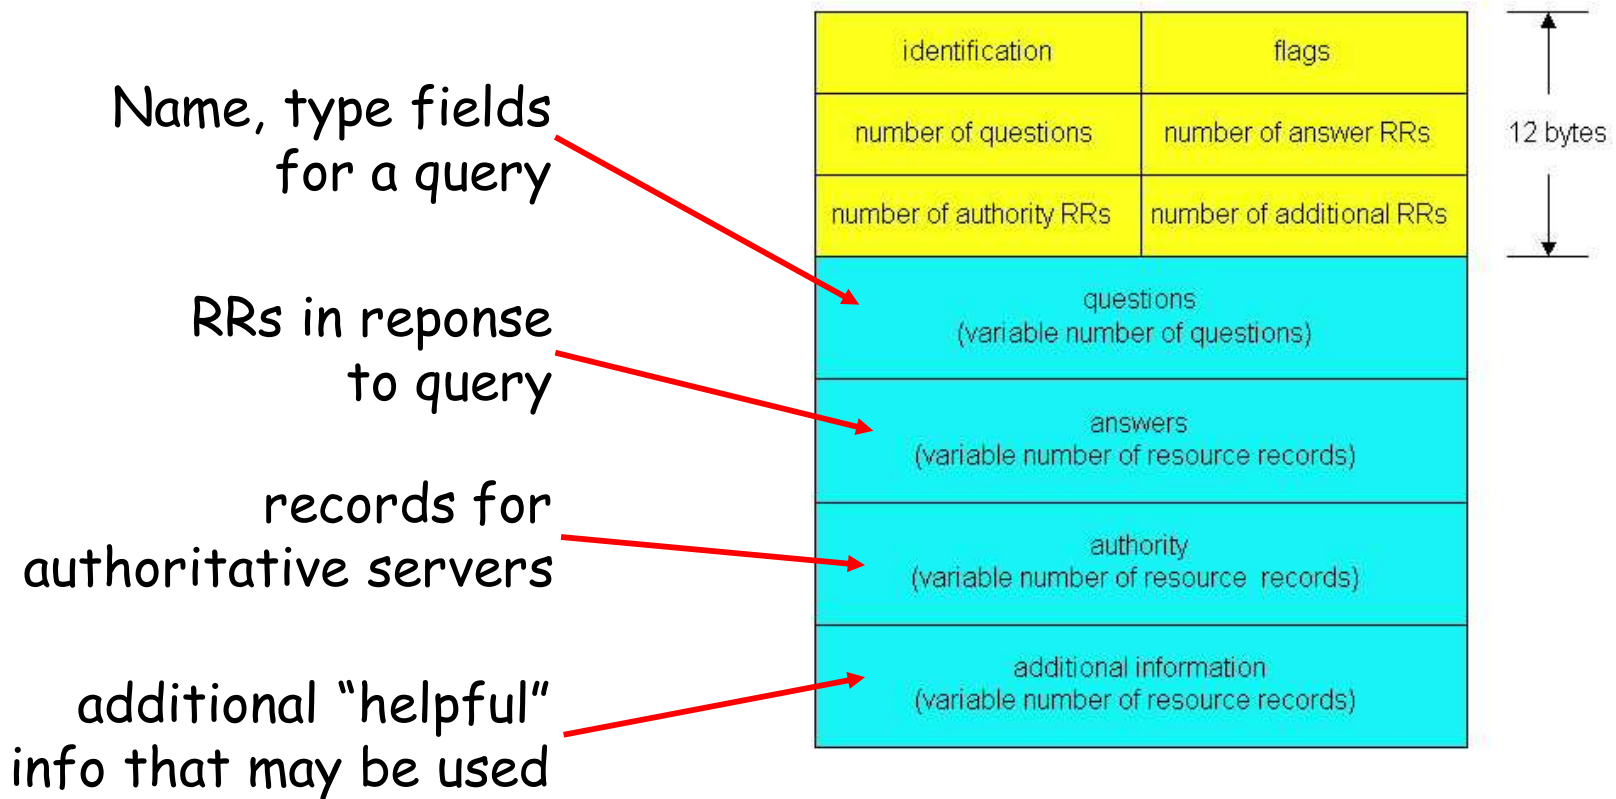 Name, type fields
for a query
RRs in reponse
to query
records for
authoritative servers
additional “helpful”
info that may be used
identification
flags
number of questions
number of answer RRs
number of authority RRs
number of additional RRs
12 bytes
questions
(variable number of questions)
answers
(variable number of resource records)
authority
(variable number of resource records)
additional information
(variable number of resource records)